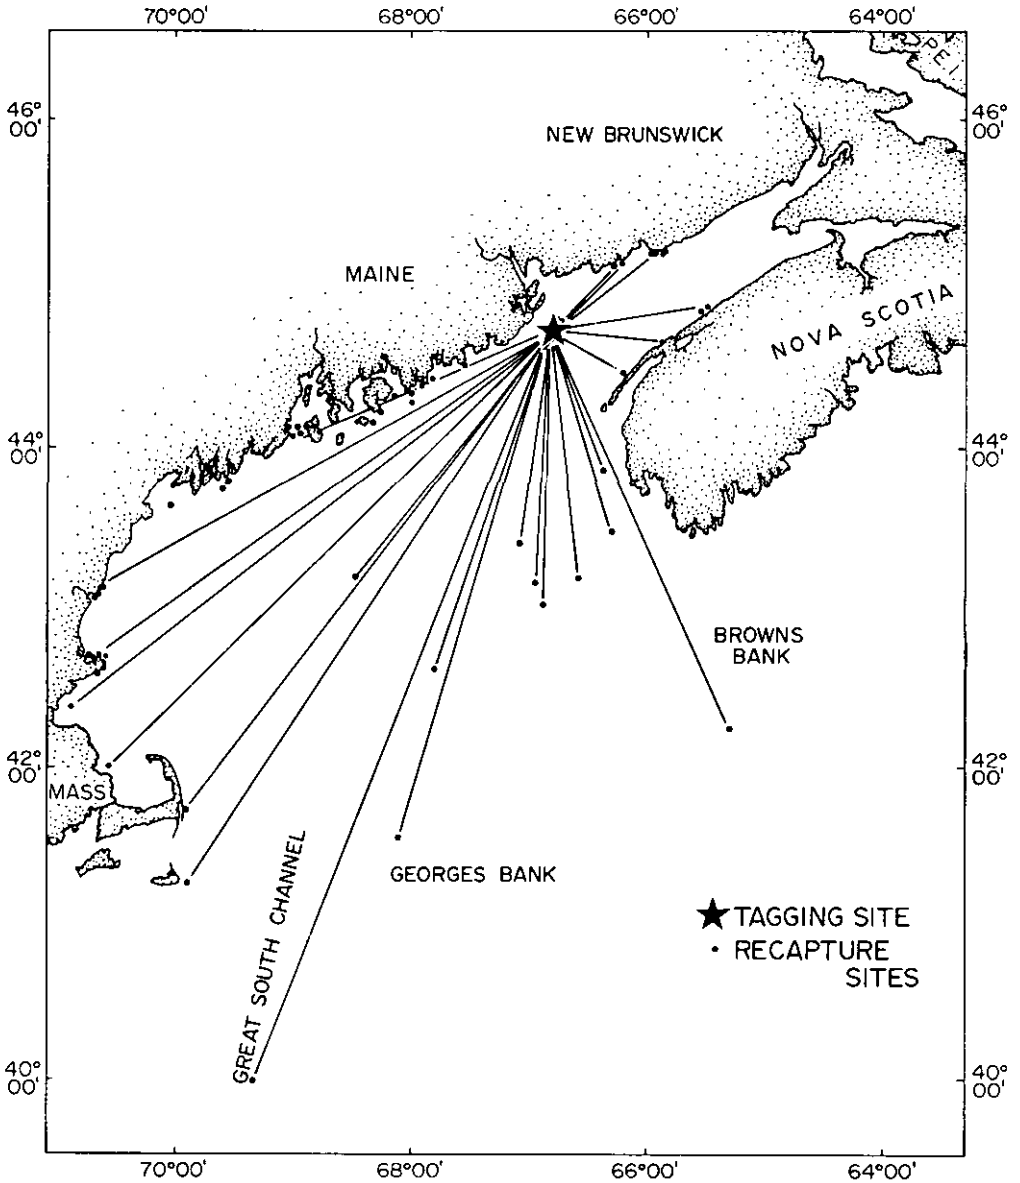 70°00' 68°00' 66°00' 64°00'
PEI
46°
00'
46°
00'
NEW BRUNSWICK
MAINE
NOVA SCOTIA
44°
00'
44°
00'
BROWNS
BANK
42°
00'
42°
00'
MASS
GEORGES BANK
GREAT SOUTH CHANNEL
TAGGING SITE
RECAPTURE
SITES
40°
00'
40°
00'
70°00' 68°00' 66°00' 64°00'